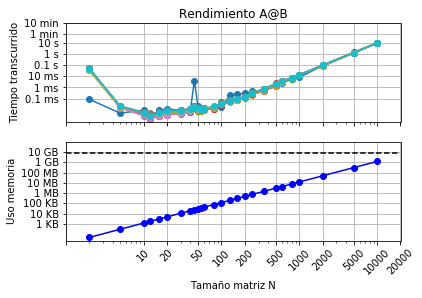 Rendimiento A@B
Tiempo transcurrido
10 min
1 min
10 s
1 s
10 ms
1 ms
0.1 ms
Uso memoria
10 GB
1 GB
100 MB
10 MB
1 MB
100 KB
10 KB
1 KB
10
20
50
100
200
500
1000
2000
5000
10000
20000
Tamaño matriz N